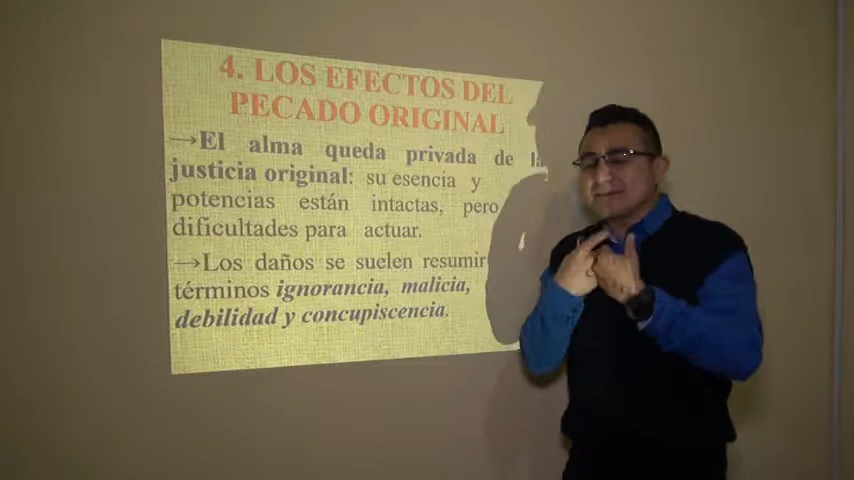 4. LOS EFECTOS DEL
PECADO ORIGINAL
→El alma queda privada de la
justicia original: su esencia y
potencias están intactas, pero
dificultades para actuar.
→Los daños se suelen resumir
términos ignorancia, malicia,
debilidad y concupiscencia.